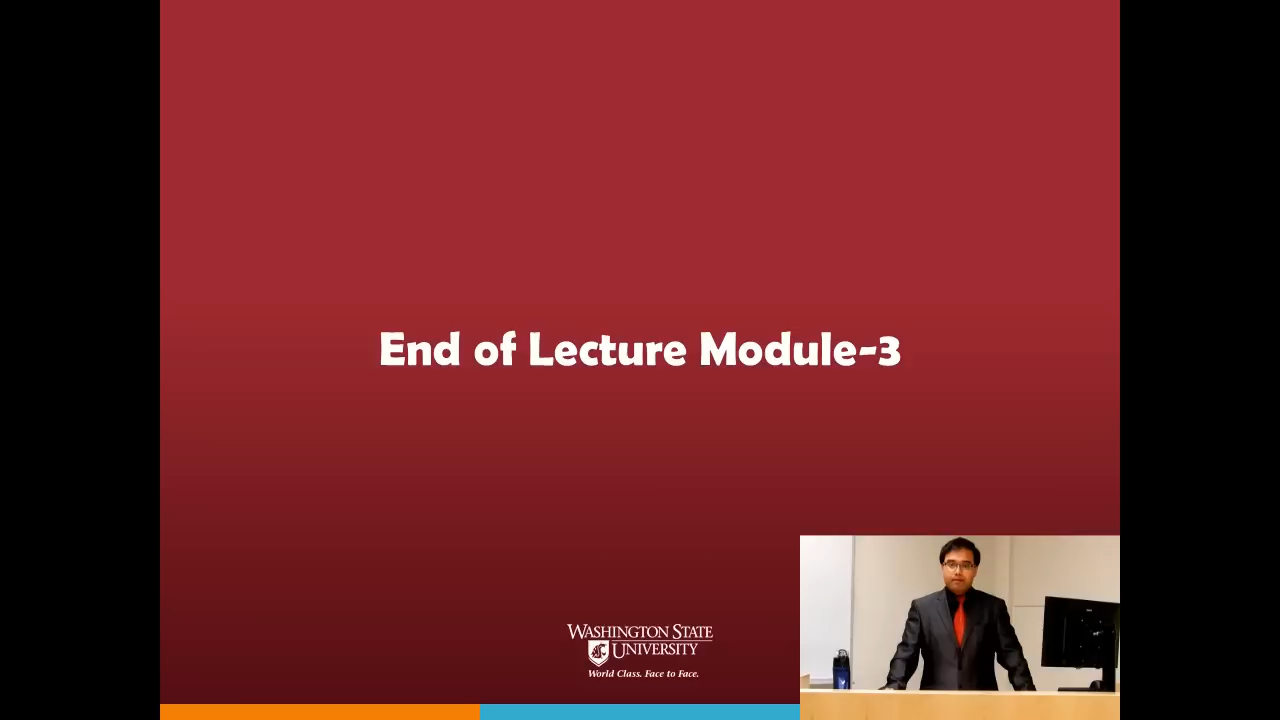 End of Lecture Module-3
WASHINGTON STATE
UNIVERSITY
World Class. Face to Face.